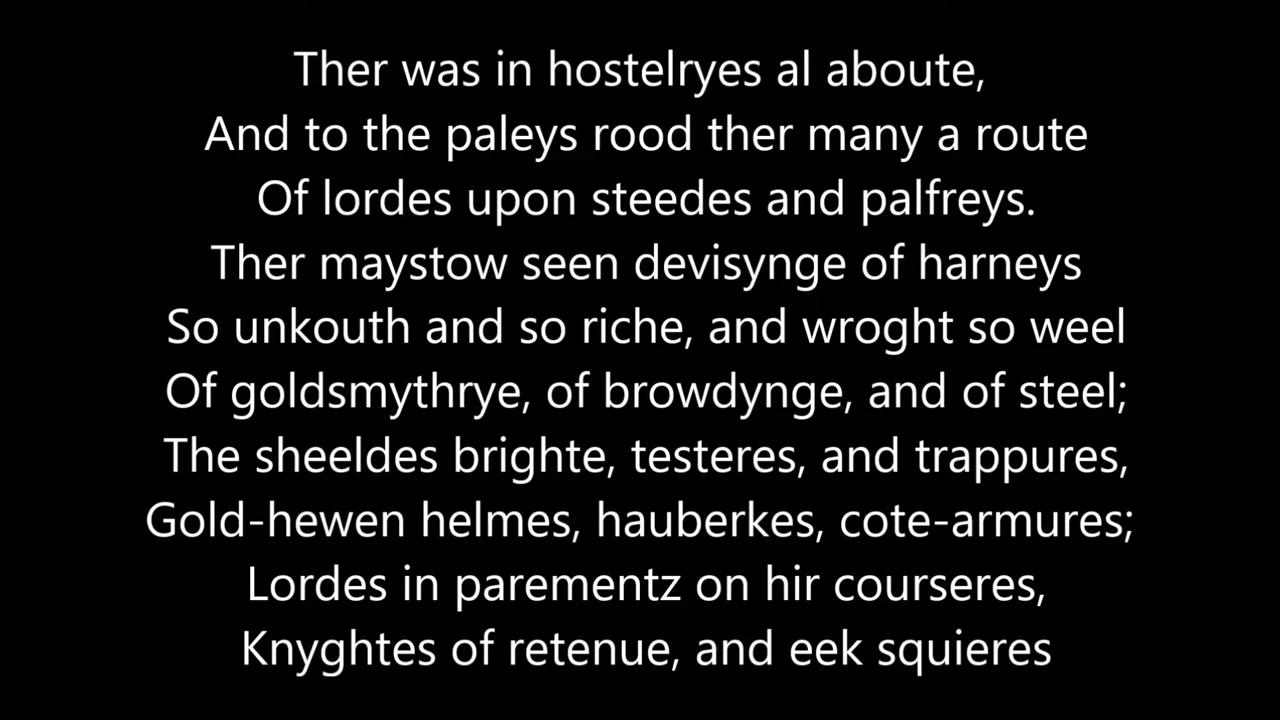 Ther was in hostelryes al aboute,
And to the paleys rood ther many a route
Of lordes upon steedes and palfreys.
Ther maystow seen devisynge of harneys
So unkouth and so riche, and wroght so weel
Of goldsmythrye, of browdynge, and of steel;
The sheeldes brighte, testeres, and trappures,
Gold-hewen helmes, hauberkes, cote-armures;
Lordes in parementz on hir courseres,
Knyghtes of retenue, and eek squieres